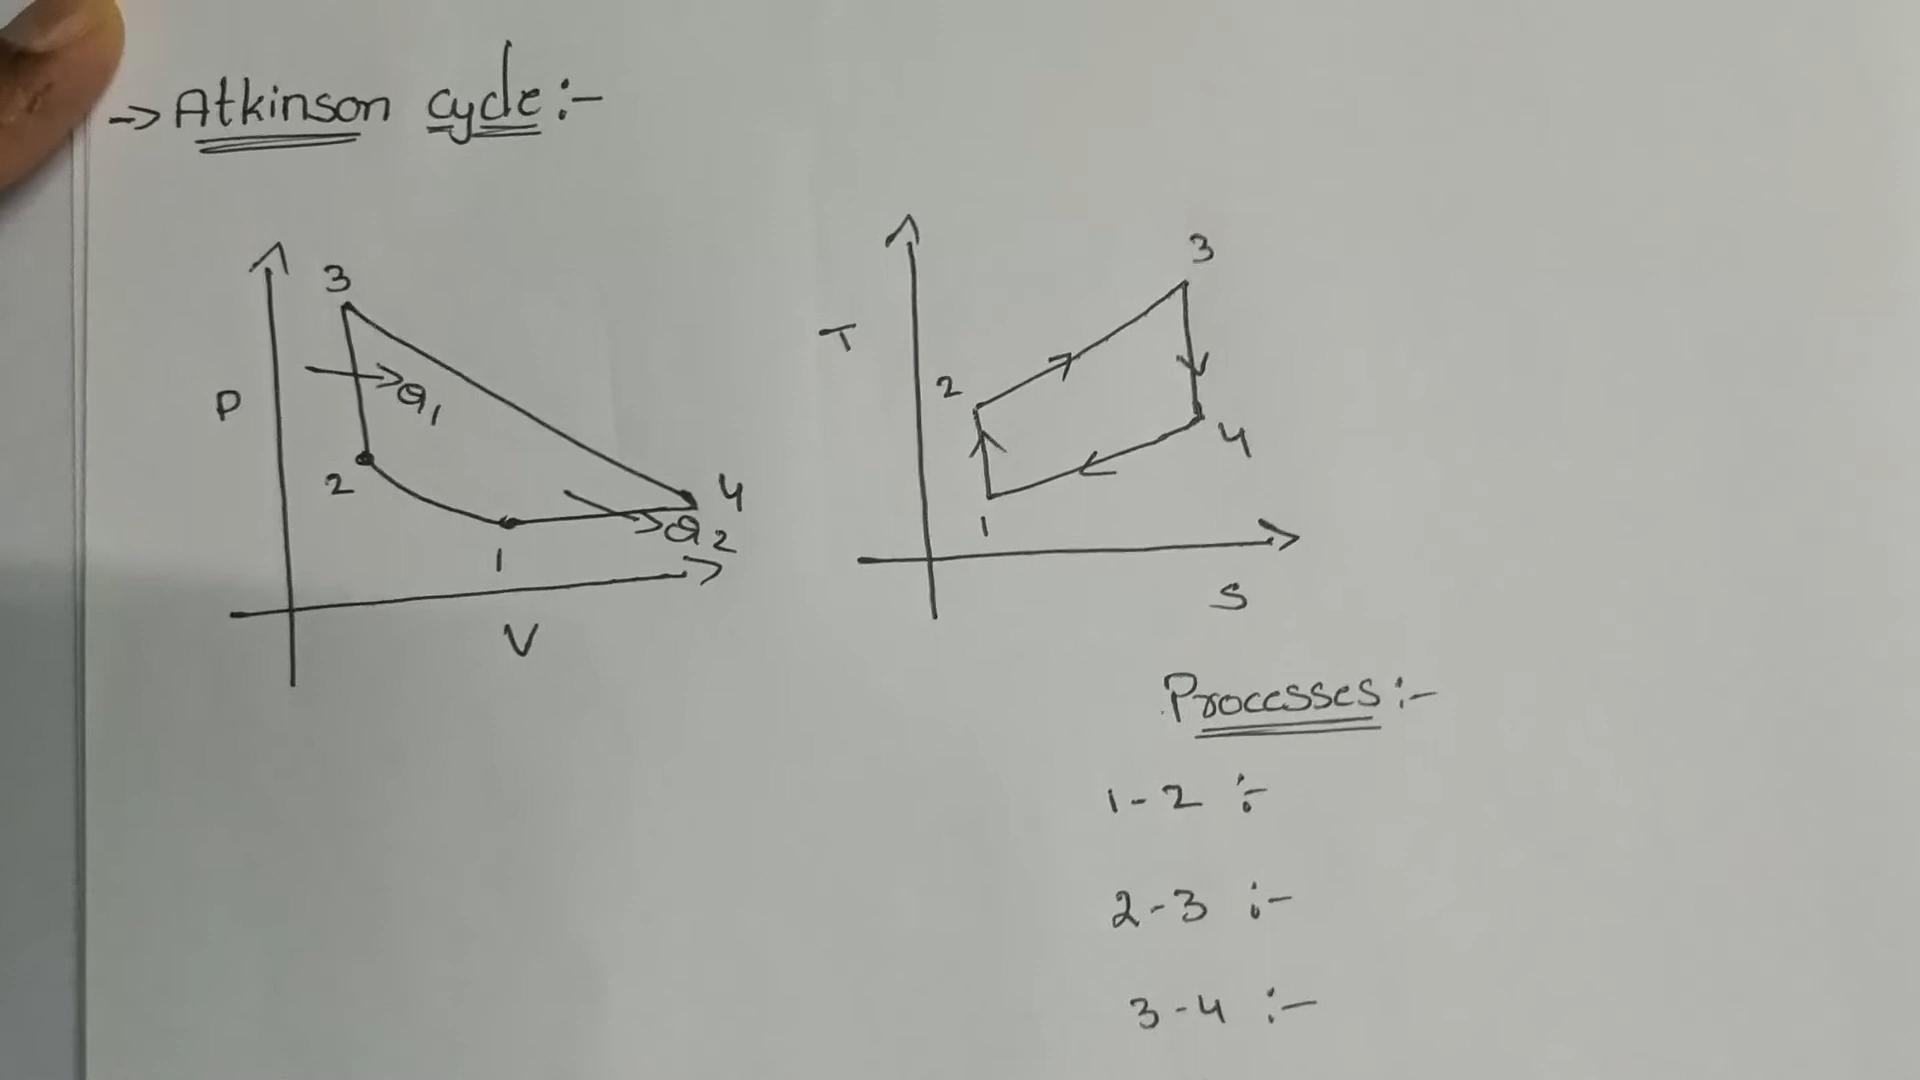 -> Atkinson cycle :-
3
P
Q1
2
4
Q2
1
V
3
T
2
4
1
S
Processes :-
1-2 :-
2-3 :-
3-4 :-